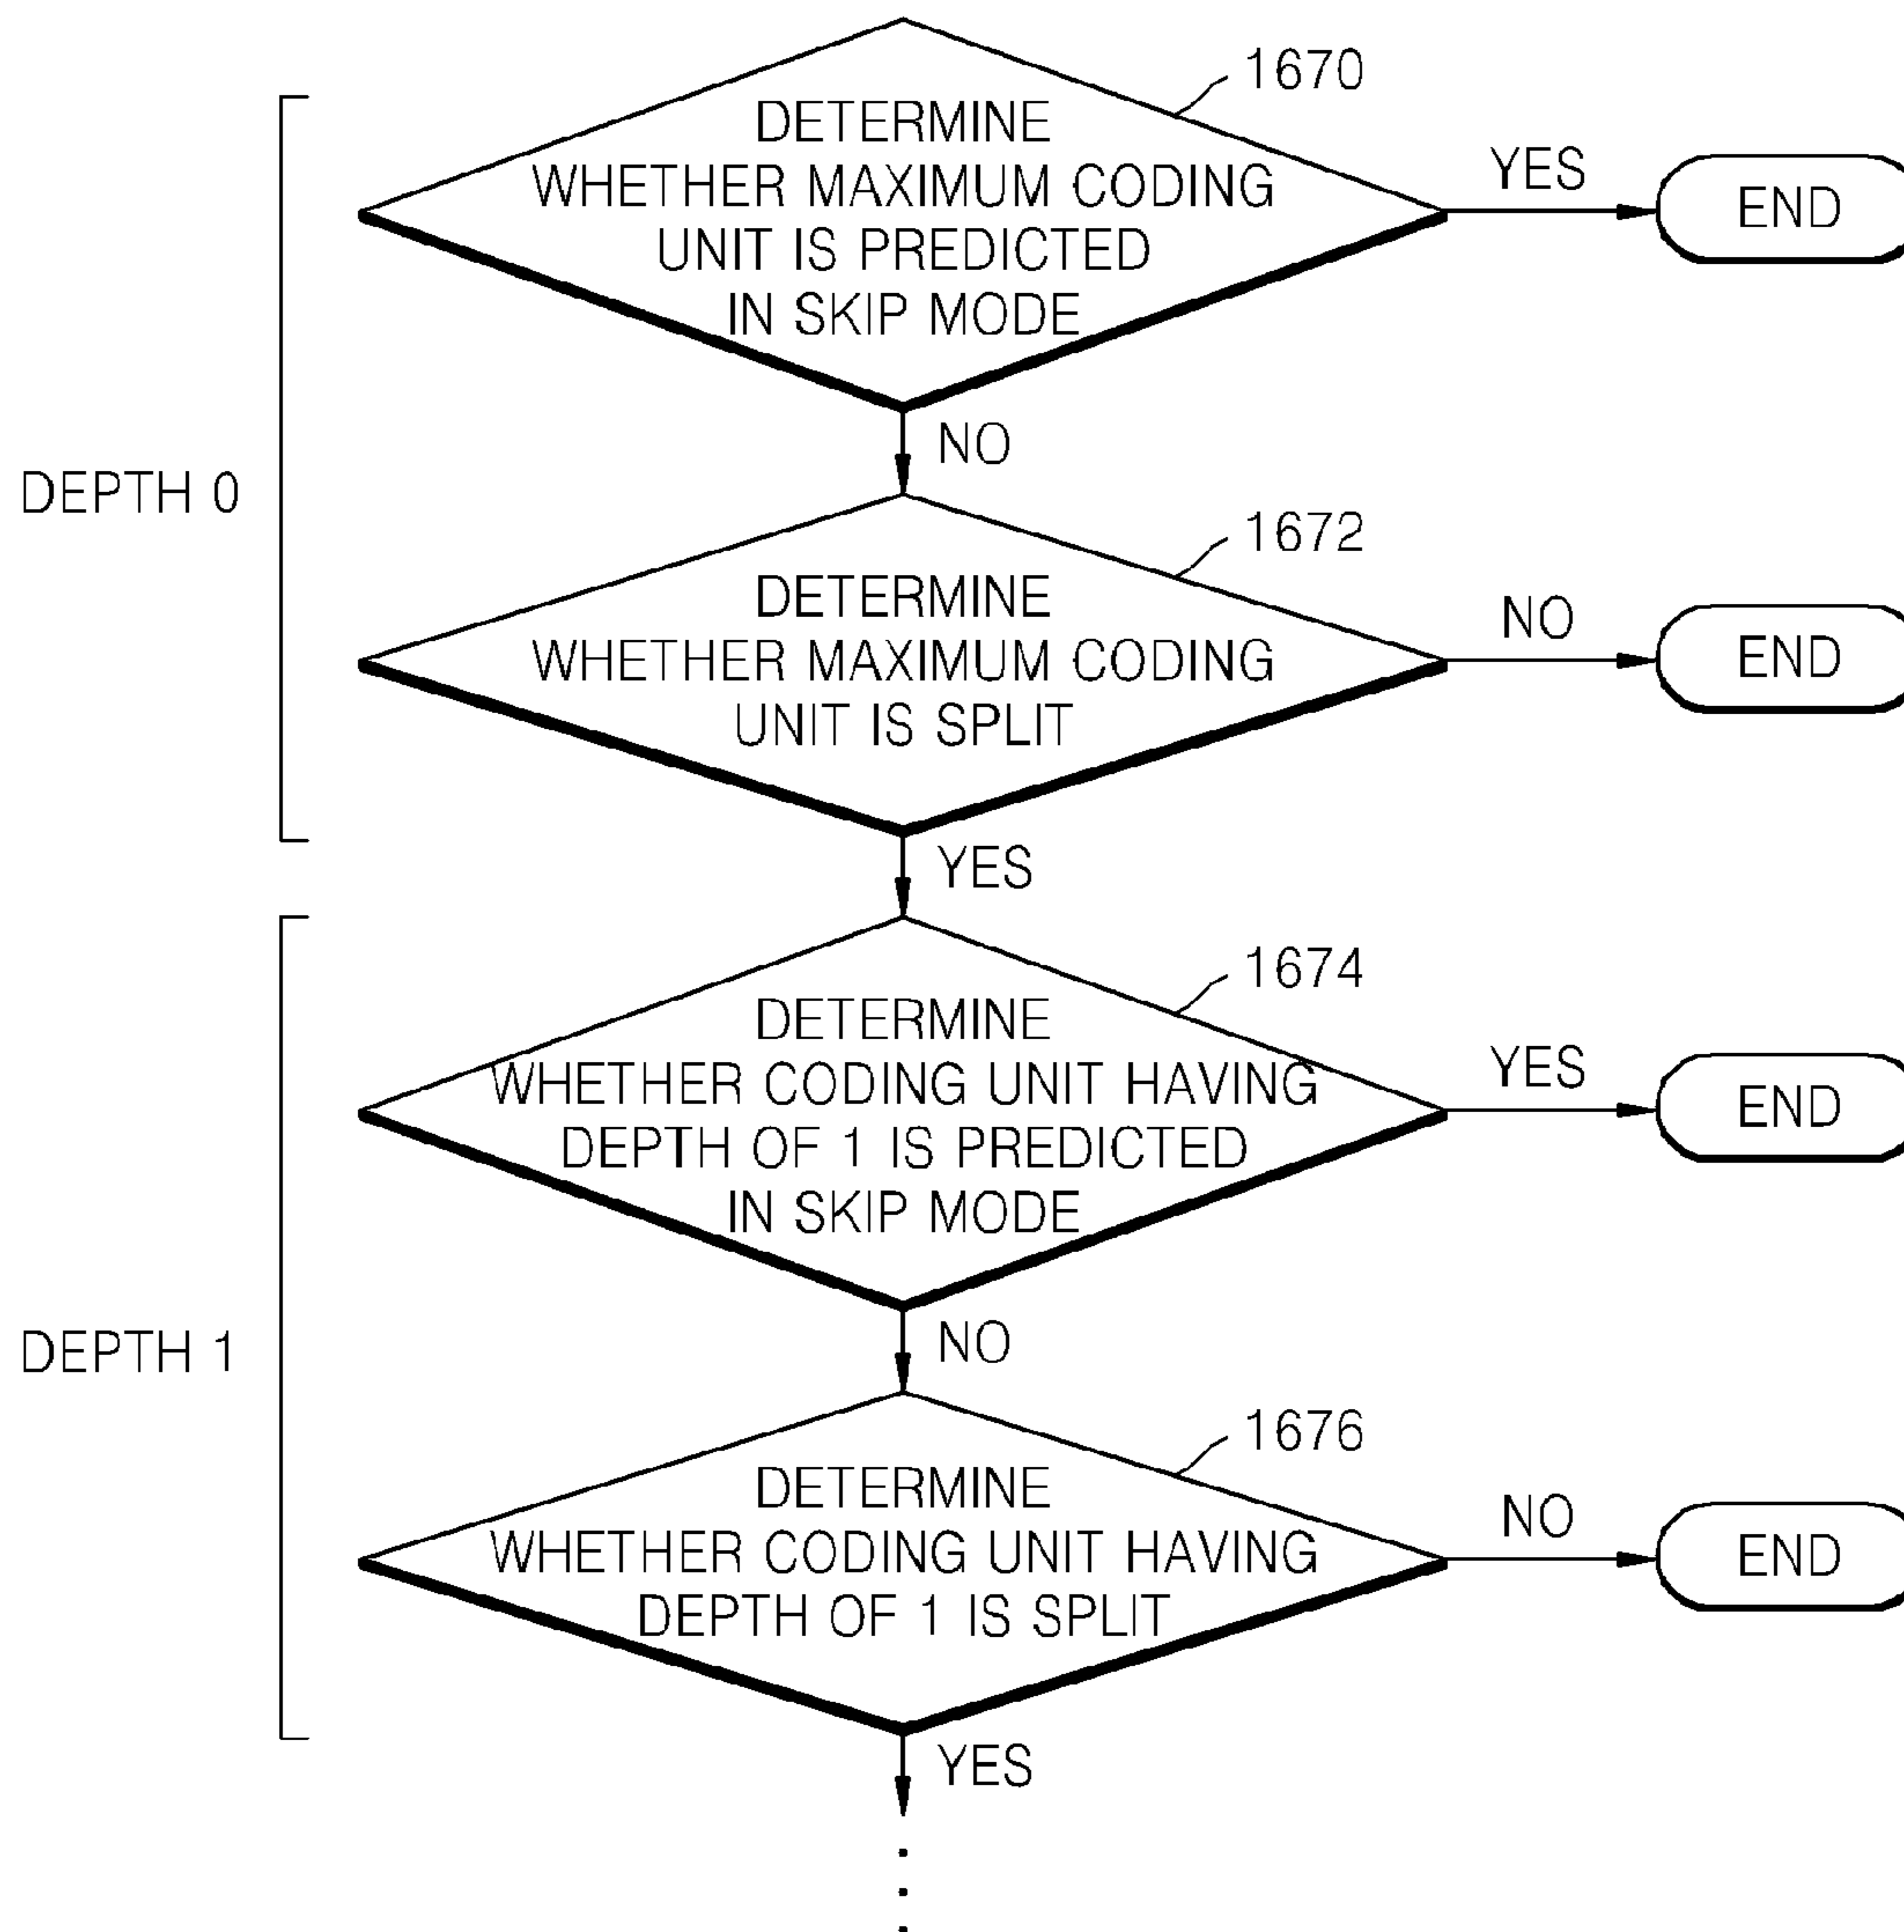 1670
DETERMINE
WHETHER MAXIMUM CODING
UNIT IS PREDICTED
IN SKIP MODE
YES
END
NO
DEPTH 0
1672
DETERMINE
WHETHER MAXIMUM CODING
UNIT IS SPLIT
NO
END
YES
1674
DETERMINE
WHETHER CODING UNIT HAVING
DEPTH OF 1 IS PREDICTED
IN SKIP MODE
YES
END
NO
DEPTH 1
1676
DETERMINE
WHETHER CODING UNIT HAVING
DEPTH OF 1 IS SPLIT
NO
END
YES